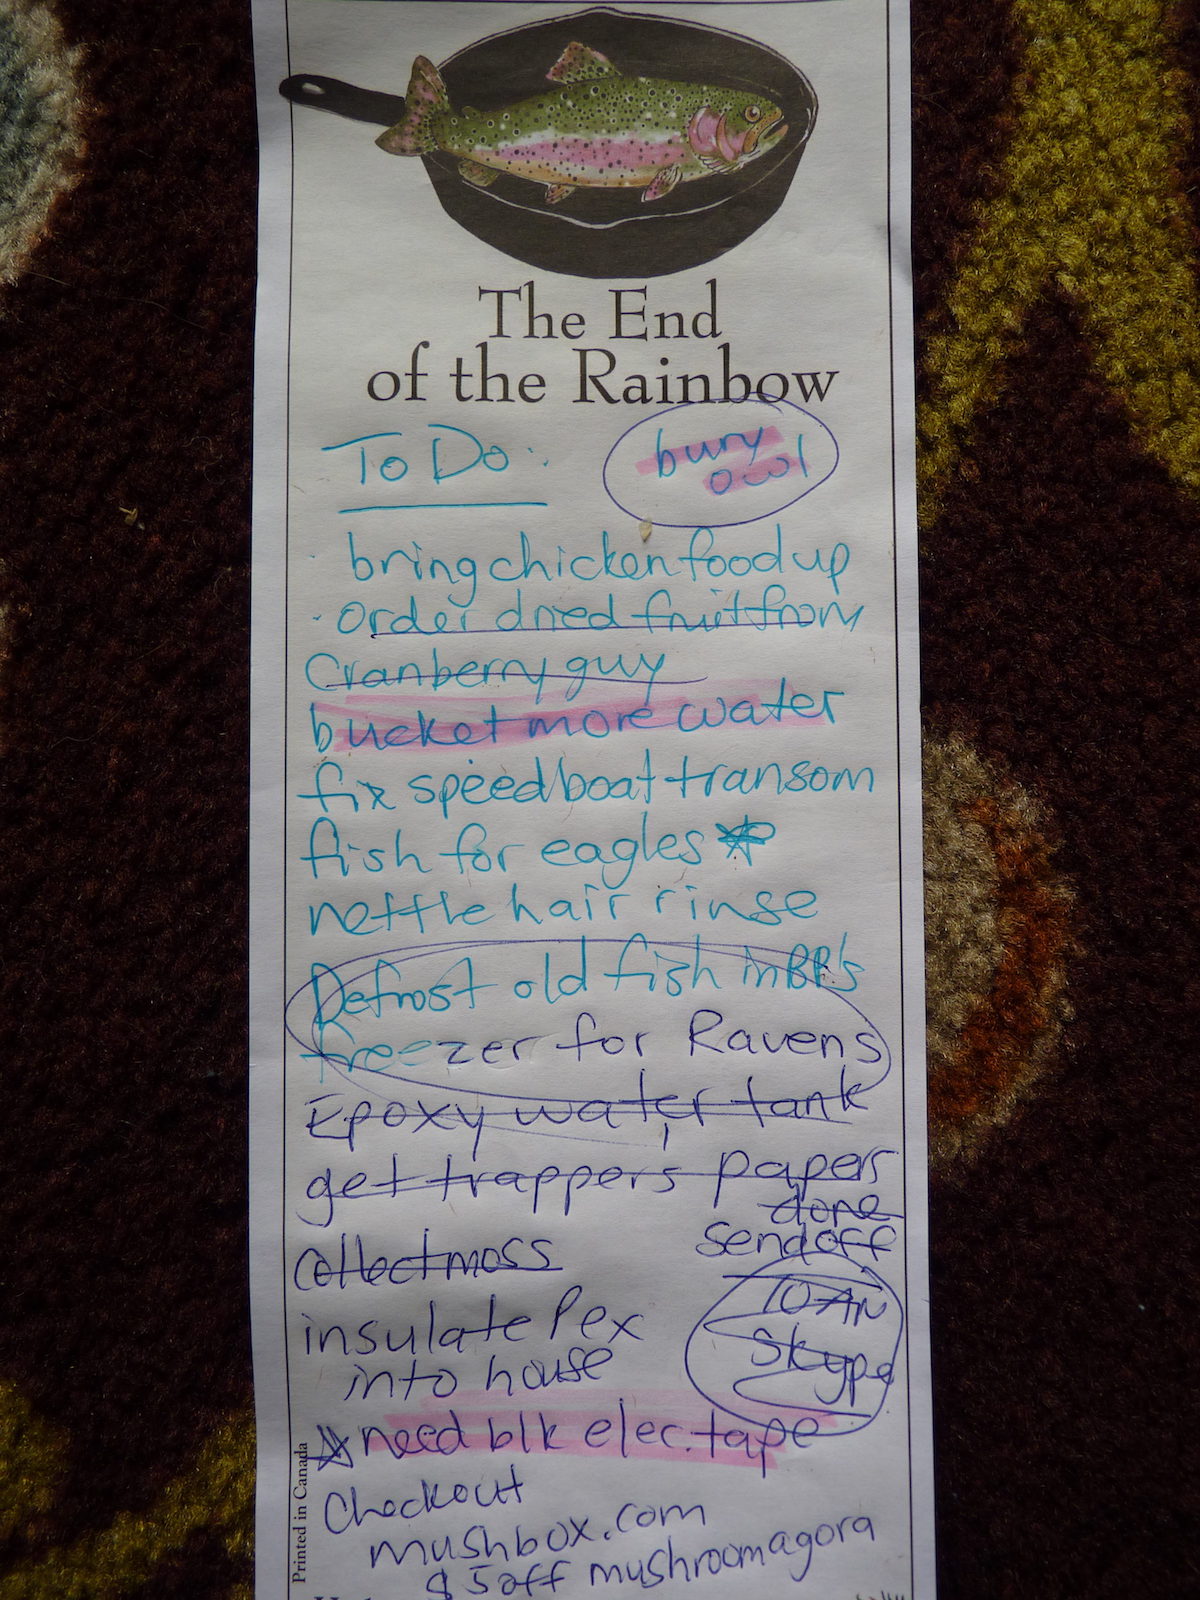 The End
of the Rainbow
To Do:
bury
owl
bring chicken food up
order dried fruit from
Cranberry guy
bucket more water
fix speedboat transom
fish for eagles
nettle hair rinse
Defrost old fish in BP's
freezer for Ravens
Epoxy water tank
get trappers papers
done
send off
collect moss
10 AM
Skype
insulate Pex
into house
need blk elec. tape
Checkout
mushbox.com
$5 off mushroomagora
Printed in Canada